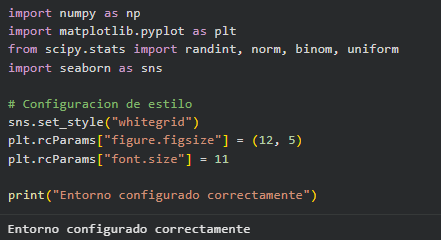 import numpy as np
import matplotlib.pyplot as plt
from scipy.stats import randint, norm, binom, uniform
import seaborn as sns

# Configuracion de estilo
sns.set_style("whitegrid")
plt.rcParams["figure.figsize"] = (12, 5)
plt.rcParams["font.size"] = 11

print("Entorno configurado correctamente")
Entorno configurado correctamente